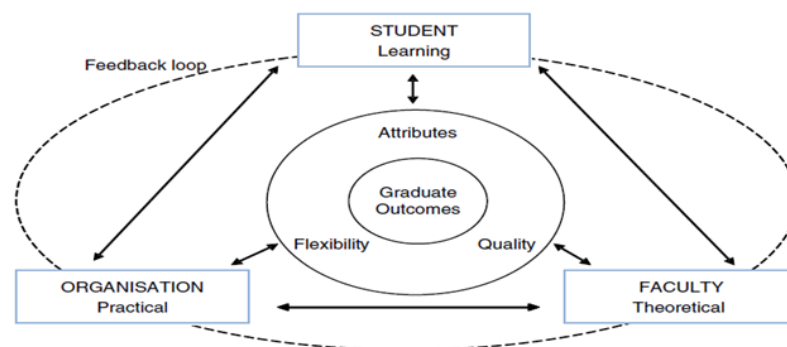 STUDENT
Learning
Feedback loop
Attributes
Graduate
Outcomes
Flexibility
Quality
ORGANISATION
Practical
FACULTY
Theoretical